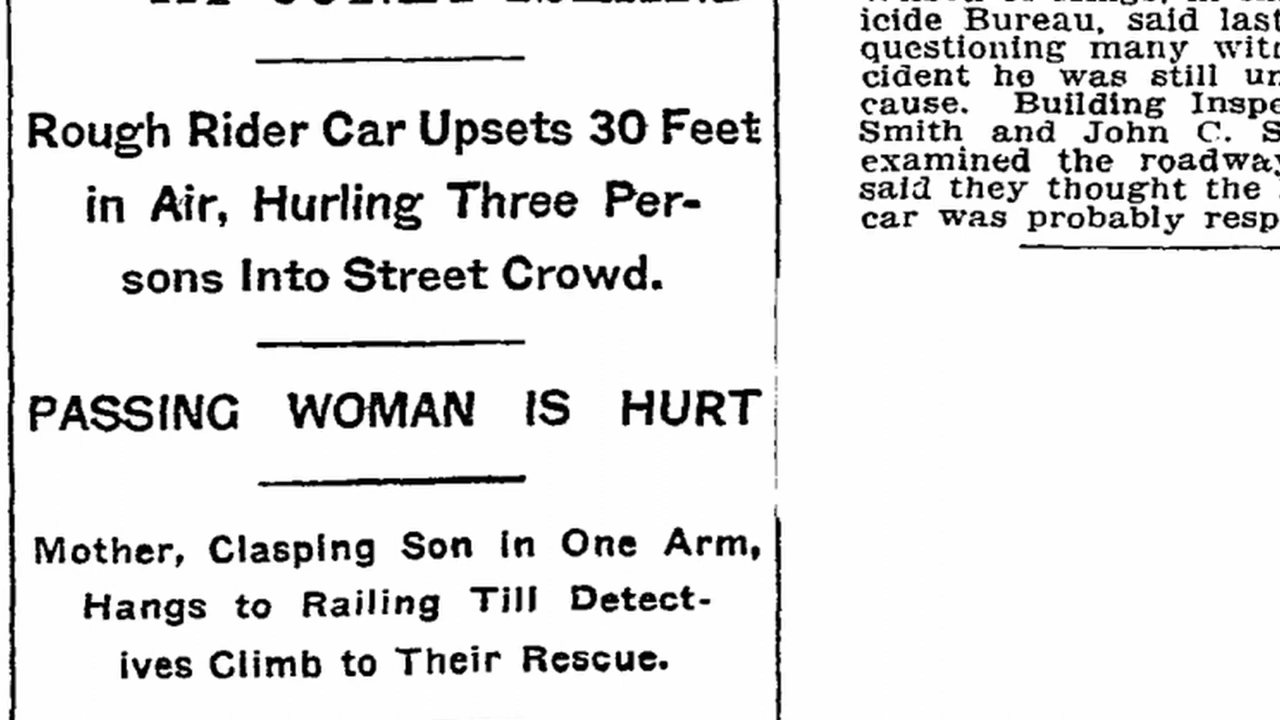 Rough Rider Car Upsets 30 Feet
in Air, Hurling Three Per-
sons Into Street Crowd.
PASSING WOMAN IS HURT
Mother, Clasping Son in One Arm,
Hangs to Railing Till Detect-
ives Climb to Their Rescue.
icide Bureau, said last
questioning many
cident he was still
cause. Building
Smith and John C.
examined the roadway
said they thought the
car was probably